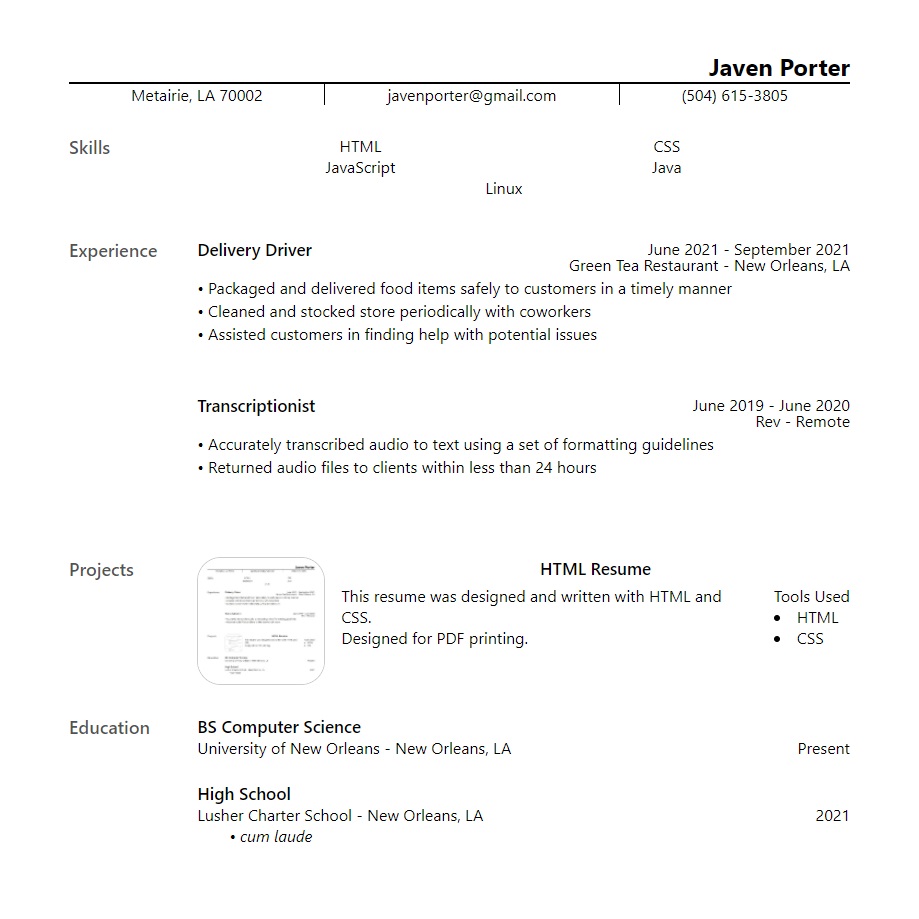 Javen Porter
Metairie, LA 70002 javenporter@gmail.com (504) 615-3805
Skills HTML CSS
JavaScript Java
Linux
Experience Delivery Driver June 2021 - September 2021
Green Tea Restaurant - New Orleans, LA
• Packaged and delivered food items safely to customers in a timely manner
• Cleaned and stocked store periodically with coworkers
• Assisted customers in finding help with potential issues
Transcriptionist June 2019 - June 2020
Rev - Remote
• Accurately transcribed audio to text using a set of formatting guidelines
• Returned audio files to clients within less than 24 hours
Projects HTML Resume
This resume was designed and written with HTML and Tools Used
CSS. • HTML
Designed for PDF printing. • CSS
Education BS Computer Science
University of New Orleans - New Orleans, LA Present
High School
Lusher Charter School - New Orleans, LA 2021
• cum laude